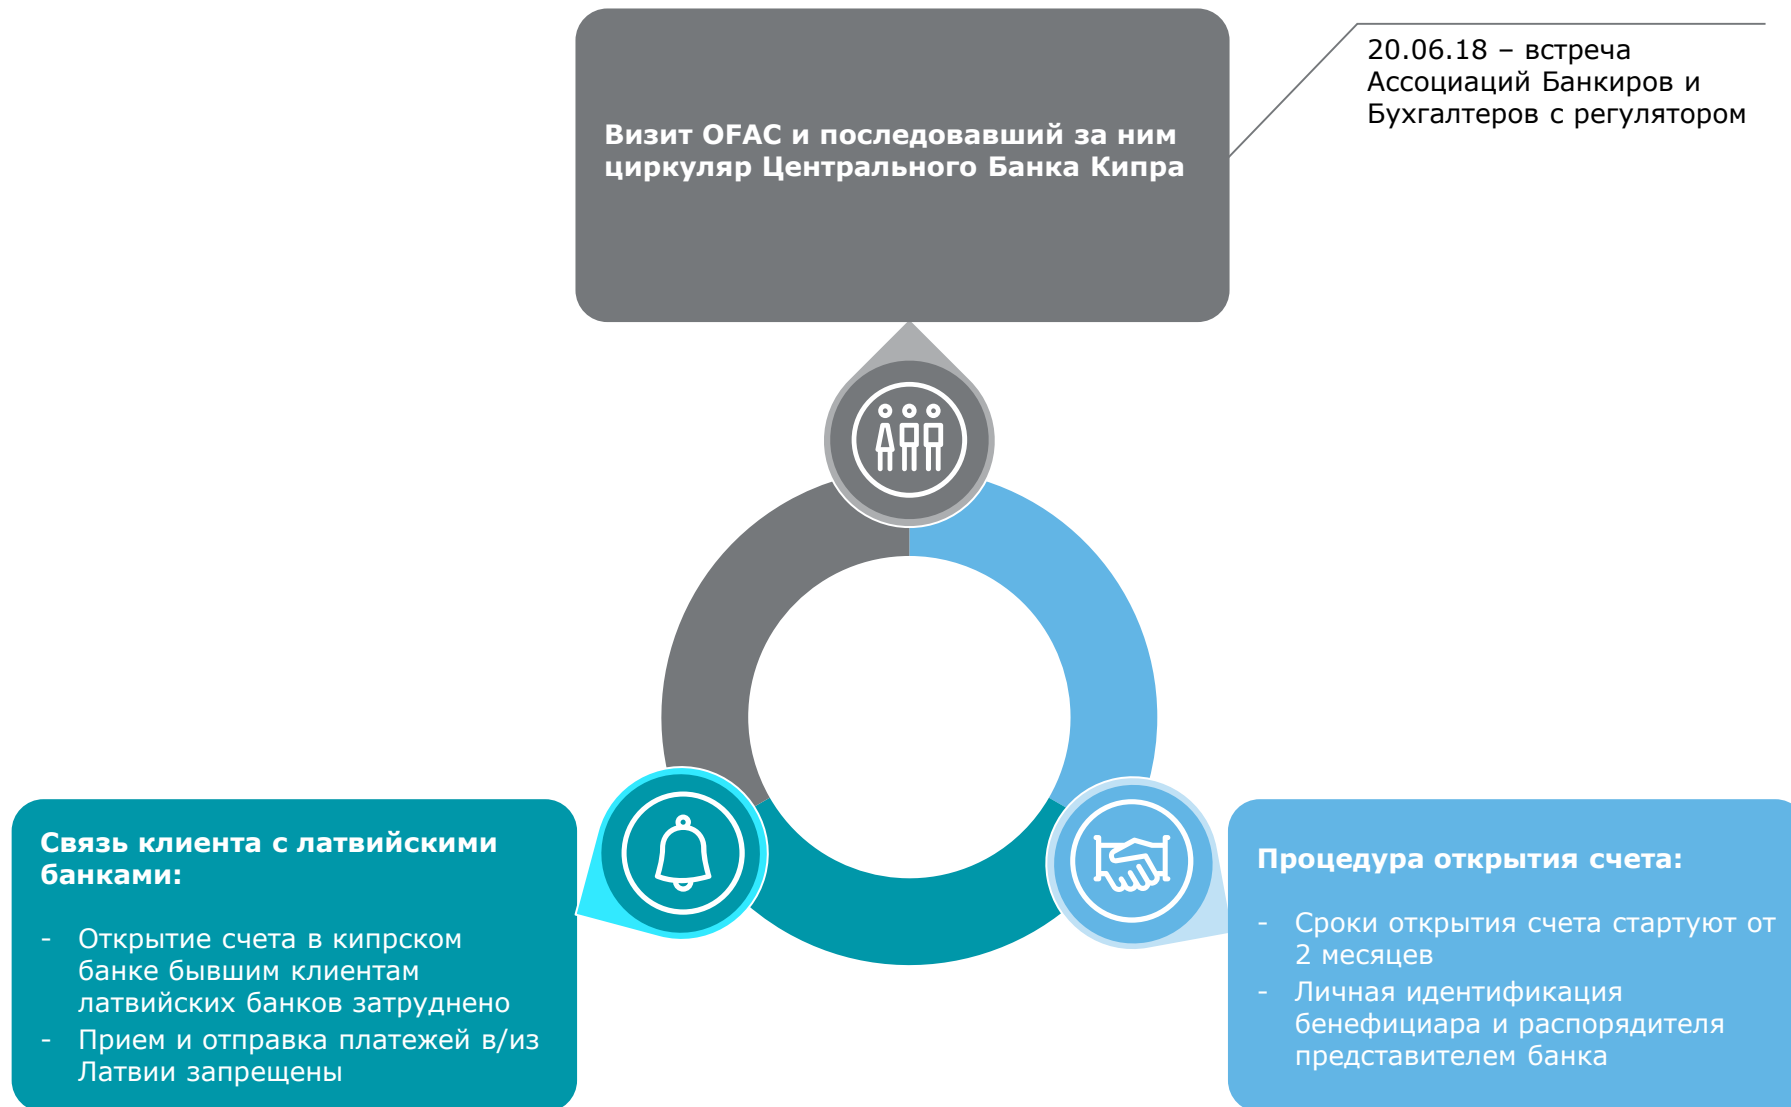 Визит OFAC и последовавший за ним
циркуляр Центрального Банка Кипра
20.06.18 – встреча
Ассоциаций Банкиров и
Бухгалтеров с регулятором
Связь клиента с латвийскими
банками:
- Открытие счета в кипрском
банке бывшим клиентам
латвийских банков затруднено
- Прием и отправка платежей в/из
Латвии запрещены
Процедура открытия счета:
- Сроки открытия счета стартуют от
2 месяцев
- Личная идентификация
бенефициара и распорядителя
представителем банка